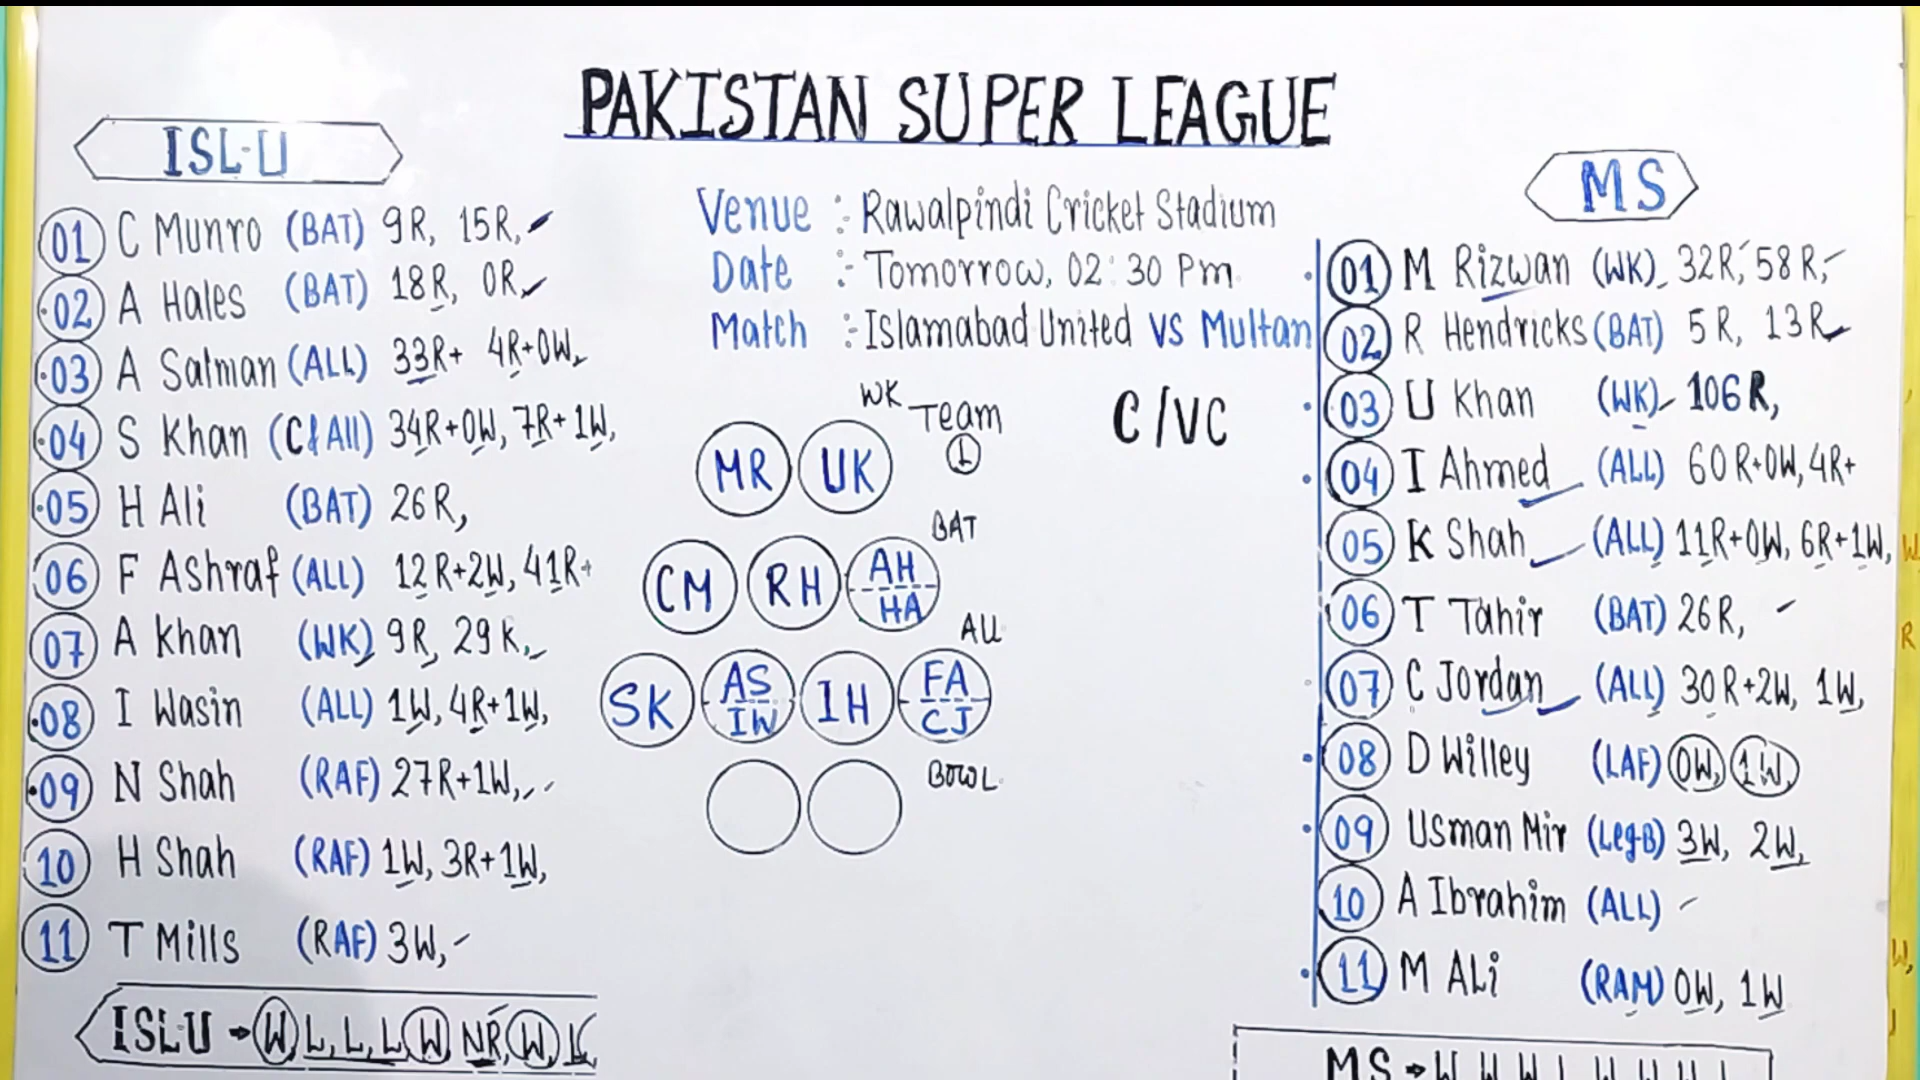 PAKISTAN SUPER LEAGUE
ISL·U
01 C Munro (BAT) 9R, 15R,
02 A Hales (BAT) 18R, 0R
03 A Salman (ALL) 33R+ 4R+0W,
04 S Khan (C&All) 34R+0W, 7R+1W,
05 H Ali (BAT) 26R,
06 F Ashraf (ALL) 12R+2W, 41R+
07 A Khan (WK) 9R, 29R,
08 I Wasin (ALL) 1W, 4R+1W,
09 N Shah (RAF) 27R+1W,
10 H Shah (RAF) 1W, 3R+1W,
11 T Mills (RAF) 3W,
ISLU → W, L, L, L, W, NR, W, L
Venue : Rawalpindi Cricket Stadium
Date : Tomorrow, 02:30 Pm
Match : Islamabad United VS Multan
WK
Team
1
C/VC
MR UK
BAT
CM RH AH
HA
ALL
SK AS IH FA
IW CJ
BOWL
MS
01 M Rizwan (WK) 32R, 58R,
02 R Hendricks (BAT) 5R, 13R
03 U Khan (WK) 106R,
04 I Ahmed (ALL) 60R+0W, 4R+
05 K Shah (ALL) 11R+0W, 6R+1W,
06 T Tahir (BAT) 26R,
07 C Jordan (ALL) 30R+2W, 1W,
08 D Willey (LAF) 0W, 1W,
09 Usman Mir (Leg-B) 3W, 2W,
10 A Ibrahim (ALL)
11 M Ali (RAM) 0W, 1W
MS →